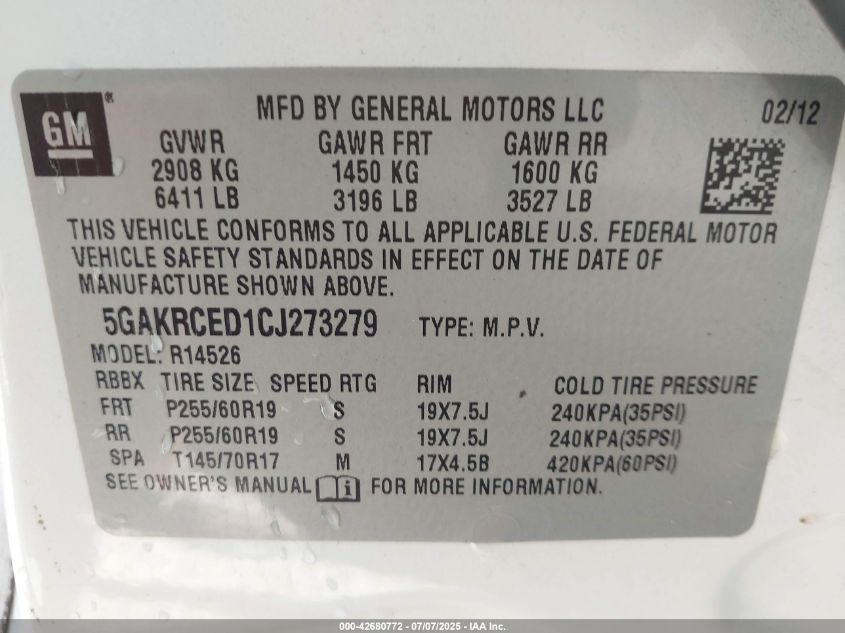 GM®
MFD BY GENERAL MOTORS LLC 02/12
GVWR GAWR FRT GAWR RR
2908 KG 1450 KG 1600 KG
6411 LB 3196 LB 3527 LB
THIS VEHICLE CONFORMS TO ALL APPLICABLE U.S. FEDERAL MOTOR
VEHICLE SAFETY STANDARDS IN EFFECT ON THE DATE OF
MANUFACTURE SHOWN ABOVE.
5GAKRCED1CJ273279 TYPE: M.P.V.
MODEL: R14526
RBBX TIRE SIZE SPEED RTG RIM COLD TIRE PRESSURE
FRT P255/60R19 S 19X7.5J 240KPA(35PSI)
RR P255/60R19 S 19X7.5J 240KPA(35PSI)
SPA T145/70R17 M 17X4.5B 420KPA(60PSI)
SEE OWNER'S MANUAL i FOR MORE INFORMATION.
000-42680772 - 07/07/2025 - IAA Inc.